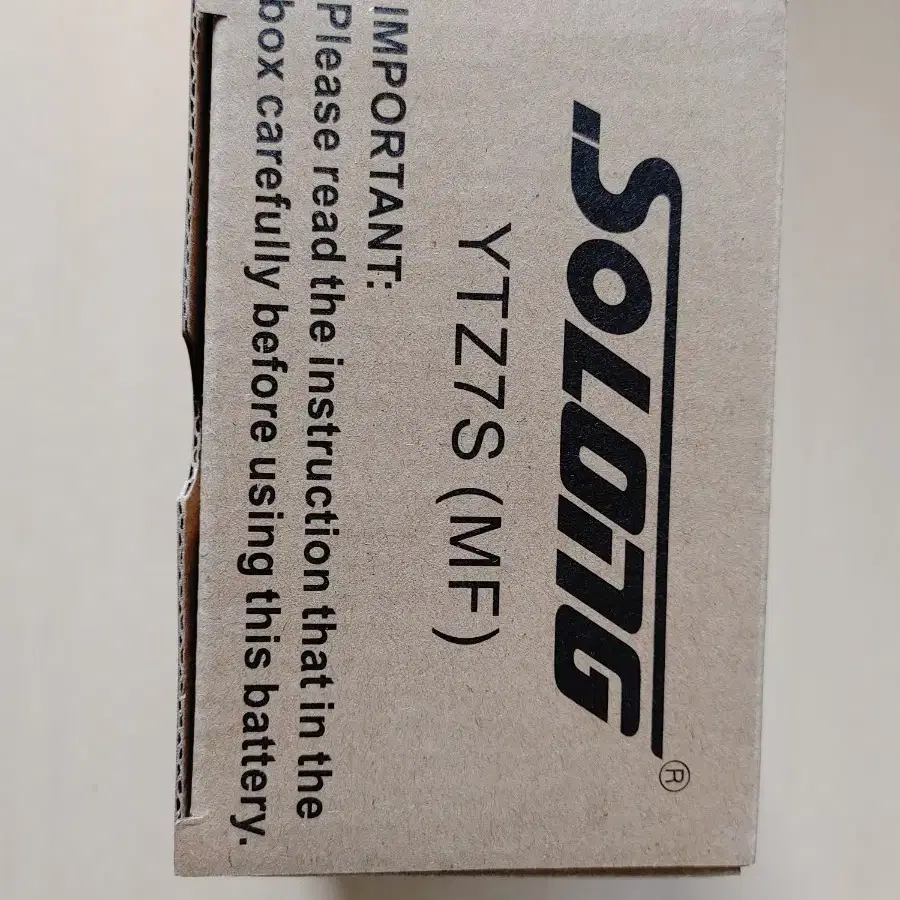 SOLONG®
YTZ7S (MF)
IMPORTANT:
Please read the instruction that in the
box carefully before using this battery.